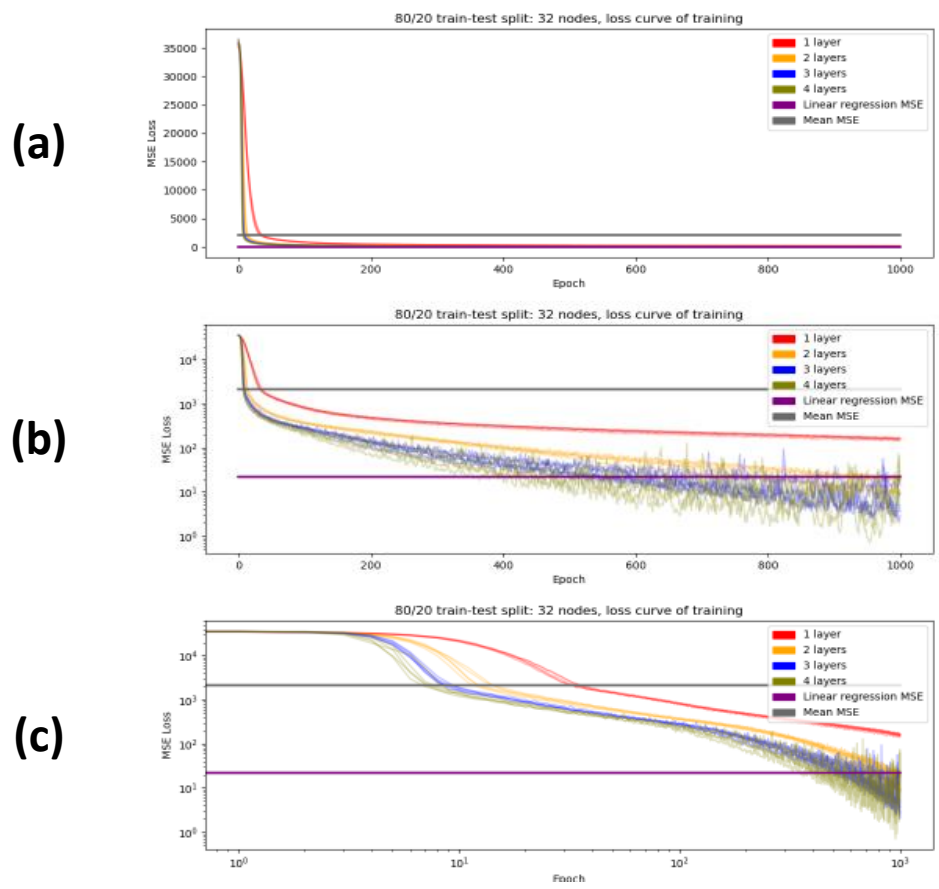 (a)
80/20 train-test split: 32 nodes, loss curve of training
MSE Loss
35000
30000
25000
20000
15000
10000
5000
0
1 layer
2 layers
3 layers
4 layers
Linear regression MSE
Mean MSE
0 200 400 600 800 1000
Epoch
(b)
80/20 train-test split: 32 nodes, loss curve of training
MSE Loss
10⁴
10³
10²
10¹
10⁰
1 layer
2 layers
3 layers
4 layers
Linear regression MSE
Mean MSE
0 200 400 600 800 1000
Epoch
(c)
80/20 train-test split: 32 nodes, loss curve of training
MSE Loss
10⁴
10³
10²
10¹
10⁰
1 layer
2 layers
3 layers
4 layers
Linear regression MSE
Mean MSE
10⁰ 10¹ 10² 10³
Epoch